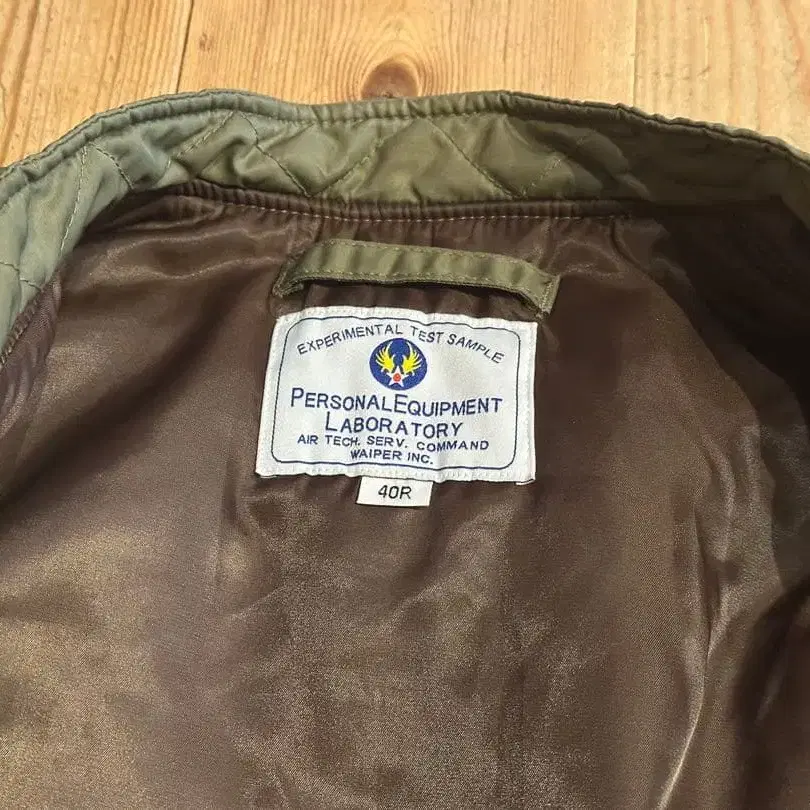 EXPERIMENTAL TEST SAMPLE
PERSONAL EQUIPMENT
LABORATORY
AIR TECH. SERV. COMMAND
WAIPER INC.
40R